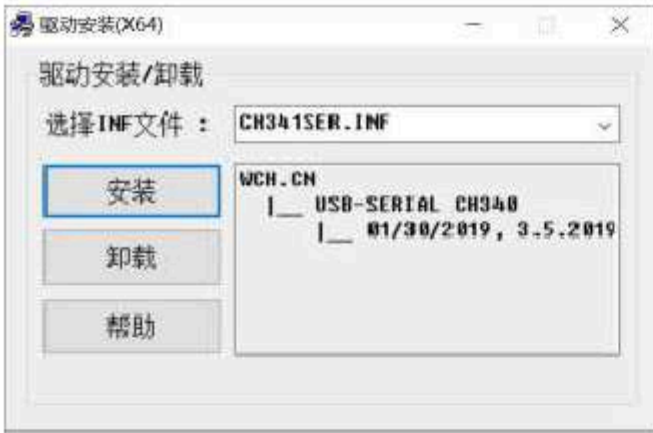 驱动安装(X64)
驱动安装/卸载
选择INF文件 :
CH341SER.INF
安装
卸载
帮助
WCH.CN
|__ USB-SERIAL CH340
|__ 01/30/2019, 3.5.2019